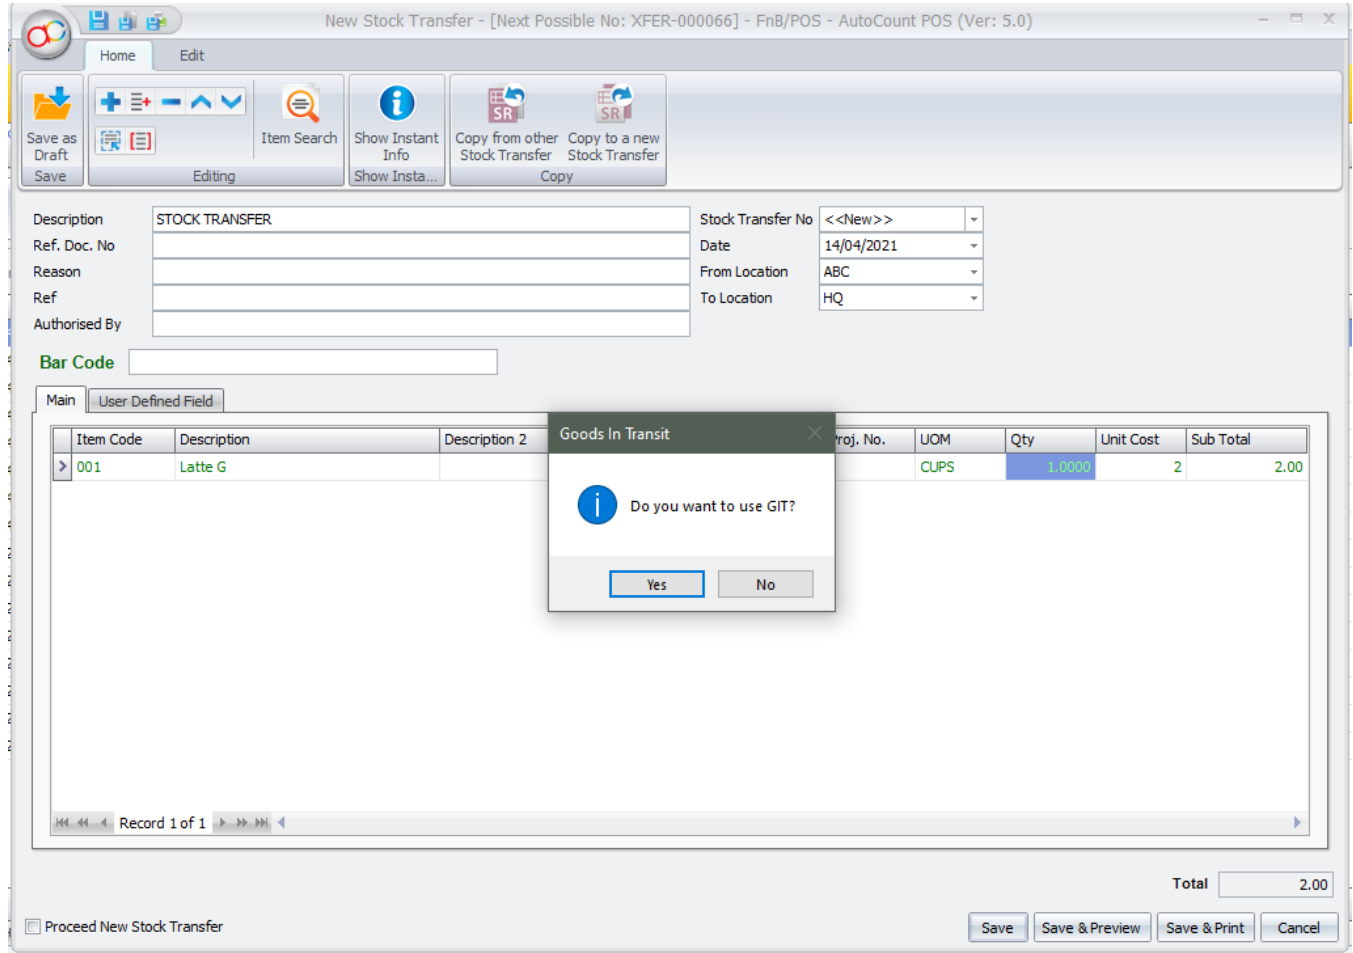 New Stock Transfer - [Next Possible No: XFER-000066] - FnB/POS - AutoCount POS (Ver: 5.0)
Home Edit
Save as Draft
Item Search
Show Instant Info
Copy from other Stock Transfer
Copy to a new Stock Transfer
Save Editing Show Insta... Copy
Description STOCK TRANSFER Stock Transfer No <<New>>
Ref. Doc. No Date 14/04/2021
Reason From Location ABC
Ref To Location HQ
Authorised By
Bar Code
Main User Defined Field
Item Code Description Description 2 Proj. No. UOM Qty Unit Cost Sub Total
001 Latte G CUPS 1.0000 2 2.00
Goods In Transit
Do you want to use GIT?
Yes No
Record 1 of 1
Total 2.00
Proceed New Stock Transfer Save Save & Preview Save & Print Cancel